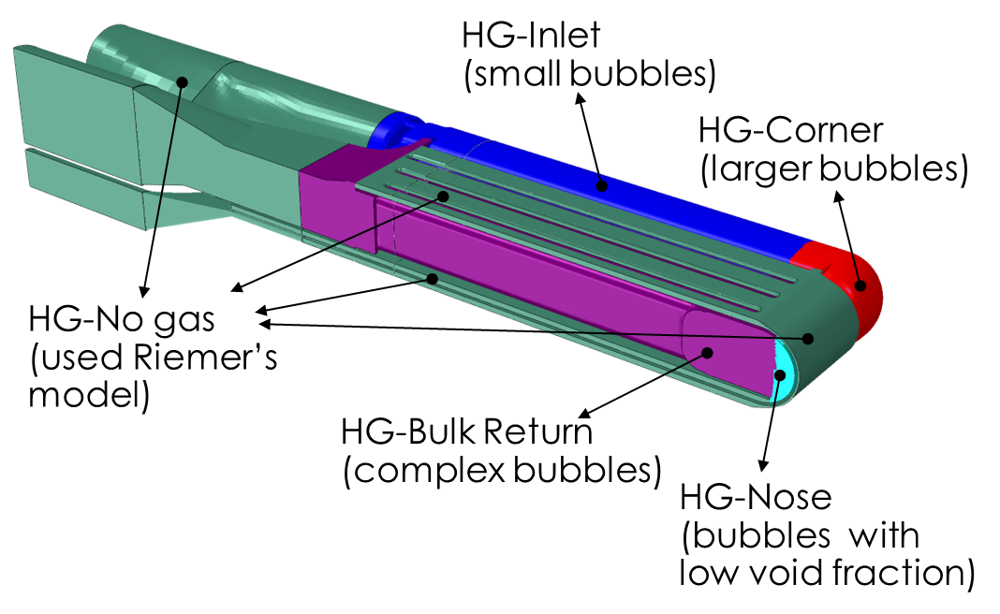 HG-Inlet
(small bubbles)
HG-Corner
(larger bubbles)
HG-No gas
(used Riemer’s
model)
HG-Bulk Return
(complex bubbles)
HG-Nose
(bubbles  with
low void fraction)